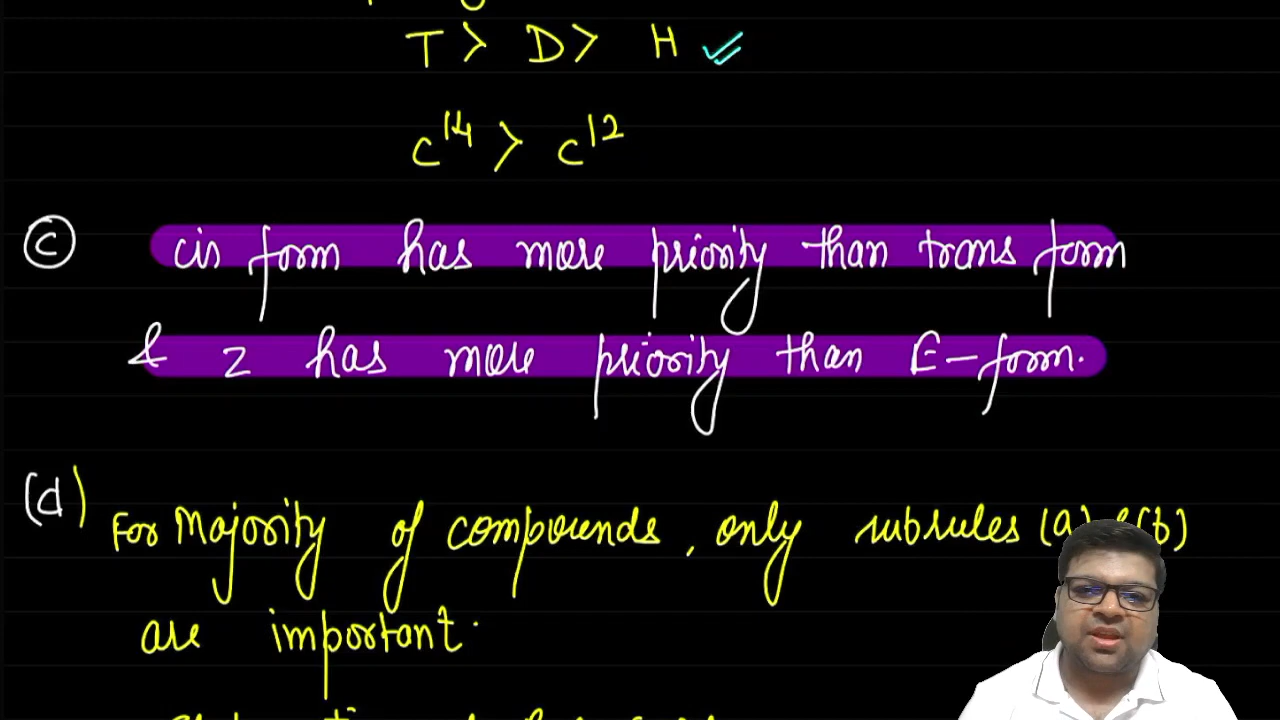 T > D > H
C¹⁴ > C¹²
(c) cis form has more priority than trans form
& Z has more priority than E-form.
(d) For Majority of compounds, only subrules (a) &(b)
are important.